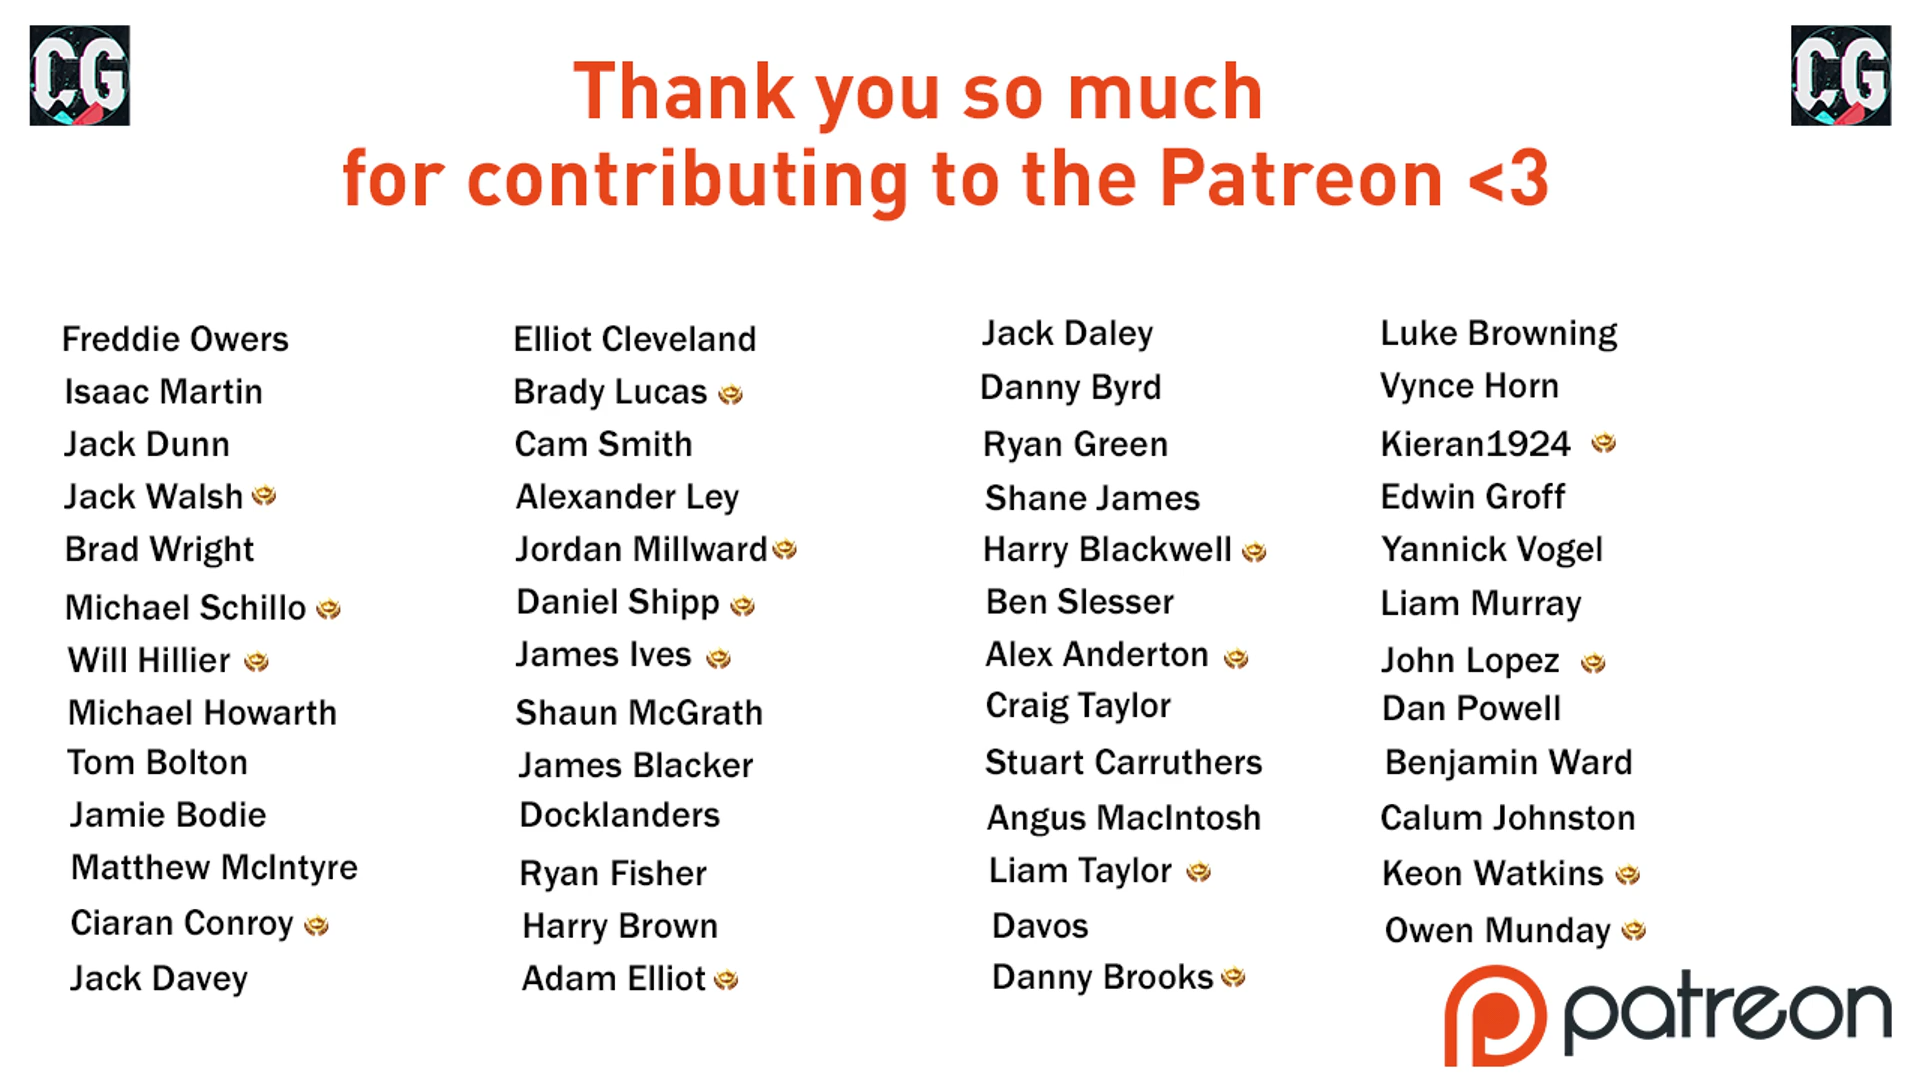 CG
CG
Thank you so much
for contributing to the Patreon <3
Freddie Owers
Isaac Martin
Jack Dunn
Jack Walsh
Brad Wright
Michael Schillo
Will Hillier
Michael Howarth
Tom Bolton
Jamie Bodie
Matthew McIntyre
Ciaran Conroy
Jack Davey
Elliot Cleveland
Brady Lucas
Cam Smith
Alexander Ley
Jordan Millward
Daniel Shipp
James Ives
Shaun McGrath
James Blacker
Docklanders
Ryan Fisher
Harry Brown
Adam Elliot
Jack Daley
Danny Byrd
Ryan Green
Shane James
Harry Blackwell
Ben Slesser
Alex Anderton
Craig Taylor
Stuart Carruthers
Angus MacIntosh
Liam Taylor
Davos
Danny Brooks
Luke Browning
Vynce Horn
Kieran1924
Edwin Groff
Yannick Vogel
Liam Murray
John Lopez
Dan Powell
Benjamin Ward
Calum Johnston
Keon Watkins
Owen Munday
patreon